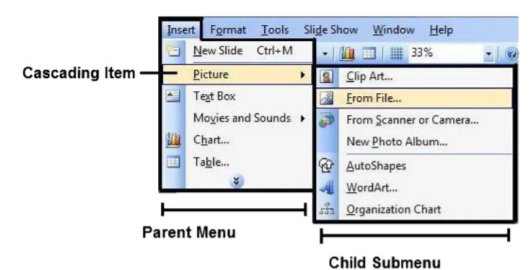 Insert Format Tools Slide Show Window Help
New Slide Ctrl+M
33%
Cascading Item
Picture
Clip Art...
Text Box
From File...
Movies and Sounds
From Scanner or Camera...
Chart...
New Photo Album...
Table...
AutoShapes
WordArt...
Organization Chart
Parent Menu
Child Submenu